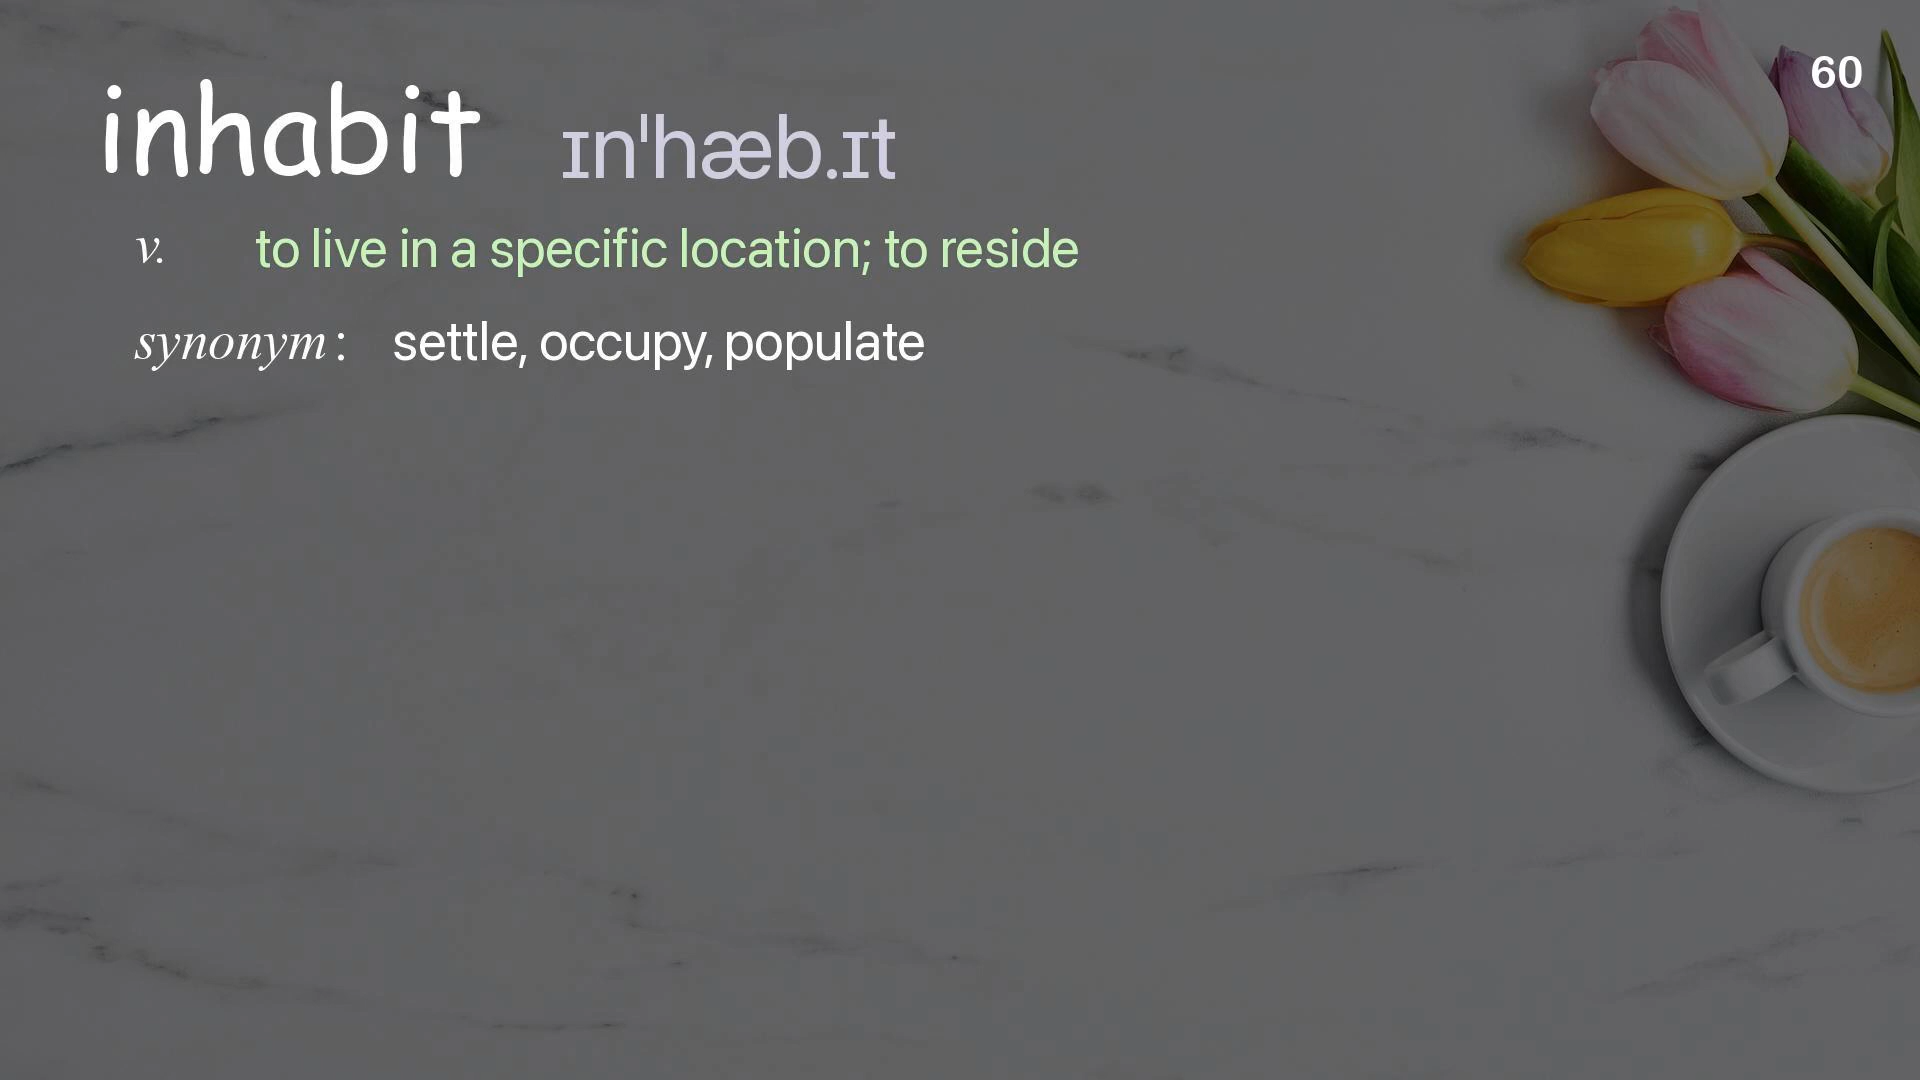 60
inhabit ɪnˈhæb.ɪt
v. to live in a specific location; to reside
synonym : settle, occupy, populate